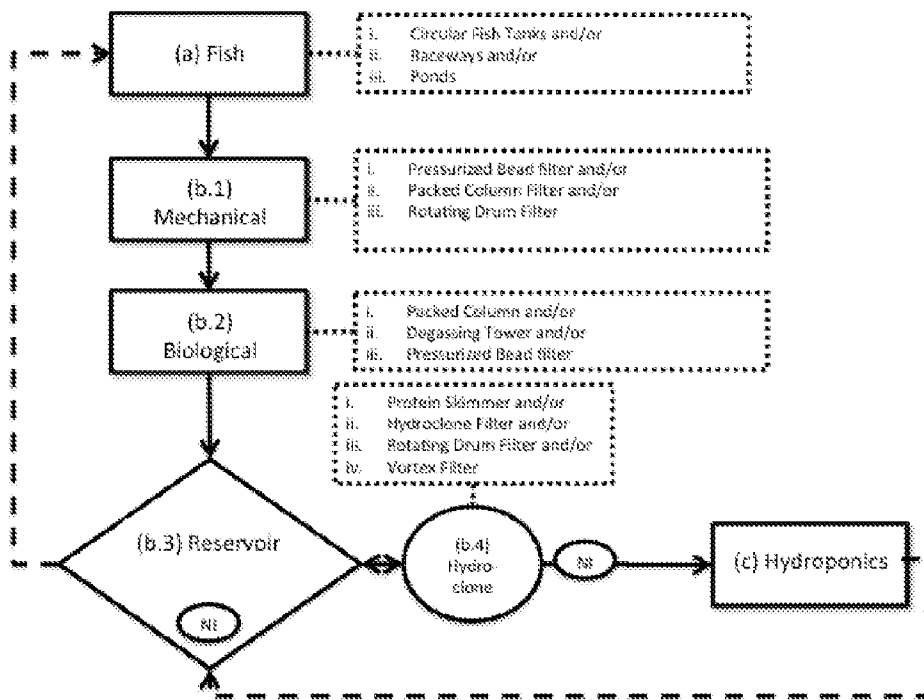 (a) Fish
i. Circular Fish Tanks and/or
ii. Raceways and/or
iii. Ponds
(b.1)
Mechanical
i. Pressurized Bead filter and/or
ii. Packed Column Filter and/or
iii. Rotating Drum Filter
(b.2)
Biological
i. Packed Column and/or
ii. Degassing Tower and/or
iii. Pressurized Bead filter
i. Protein Skimmer and/or
ii. Hydroclone Filter and/or
iii. Rotating Drum Filter and/or
iv. Vortex Filter
(b.3) Reservoir
NI
(b.4)
Hydro-
clone
NI
(c) Hydroponics